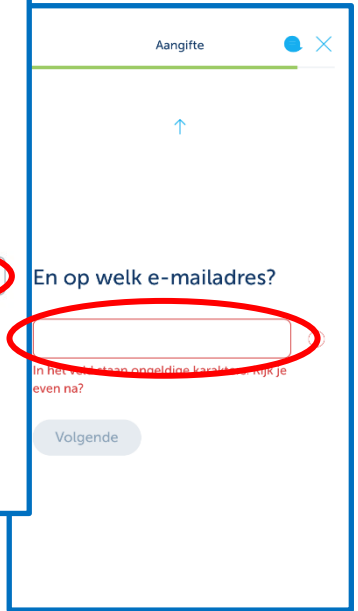 Aangifte
En op welk e-mailadres?
In het veld staan ongeldige karakters. Kijk je
even na?
Volgende